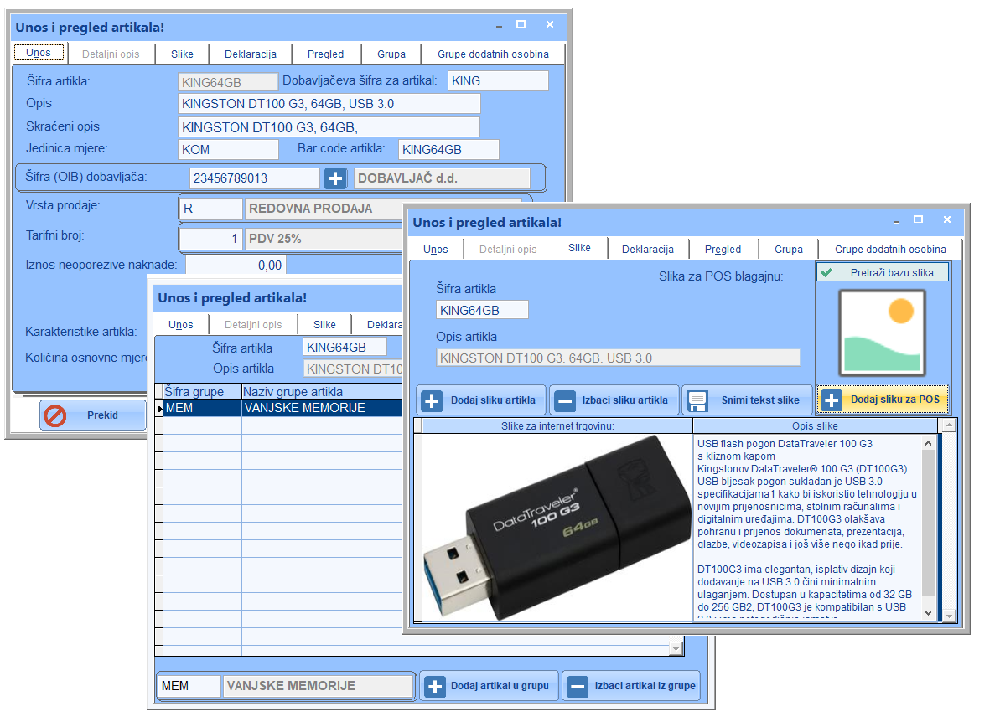 Unos i pregled artikala!
Unos Detaljni opis Slike Deklaracija Pregled Grupa Grupe dodatnih osobina
Šifra artikla: KING64GB Dobavljačeva šifra za artikal: KING
Opis KINGSTON DT100 G3, 64GB, USB 3.0
Skraćeni opis KINGSTON DT100 G3, 64GB,
Jedinica mjere: KOM Bar code artikla: KING64GB
Šifra (OIB) dobavljača: 23456789013 DOBAVLJAČ d.d.
Vrsta prodaje: R REDOVNA PRODAJA
Tarifni broj: 1 PDV 25%
Iznos neoporezive naknade: 0,00
Karakteristike artikla:
Količina osnovne mjere
Prekid
Unos i pregled artikala!
Unos Detaljni opis Slike Deklara
Šifra artikla KING64GB
Opis artikla KINGSTON DT10
Šifra grupe Naziv grupe artikla
MEM VANJSKE MEMORIJE
MEM VANJSKE MEMORIJE Dodaj artikal u grupu Izbaci artikal iz grupe
Unos i pregled artikala!
Unos Detaljni opis Slike Deklaracija Pregled Grupa Grupe dodatnih osobina
Slika za POS blagajnu: Pretraži bazu slika
Šifra artikla
KING64GB
Opis artikla
KINGSTON DT100 G3, 64GB, USB 3.0
Dodaj sliku artikla Izbaci sliku artikla Snimi tekst slike Dodaj sliku za POS
Slike za internet trgovinu: Opis slike
DataTraveler®
100 G3
64GB
USB flash pogon DataTraveler 100 G3
s kliznom kapom
Kingstonov DataTraveler® 100 G3 (DT100G3)
USB bljesak pogon sukladan je USB 3.0
specifikacijama1 kako bi iskoristio tehnologiju u
novijim prijenosnicima, stolnim računalima i
digitalnim uređajima. DT100G3 olakšava
pohranu i prijenos dokumenata, prezentacija,
glazbe, videozapisa i još više nego ikad prije.
DT100G3 ima elegantan, isplativ dizajn koji
dodavanje na USB 3.0 čini minimalnim
ulaganjem. Dostupan u kapacitetima od 32 GB
do 256 GB2, DT100G3 je kompatibilan s USB